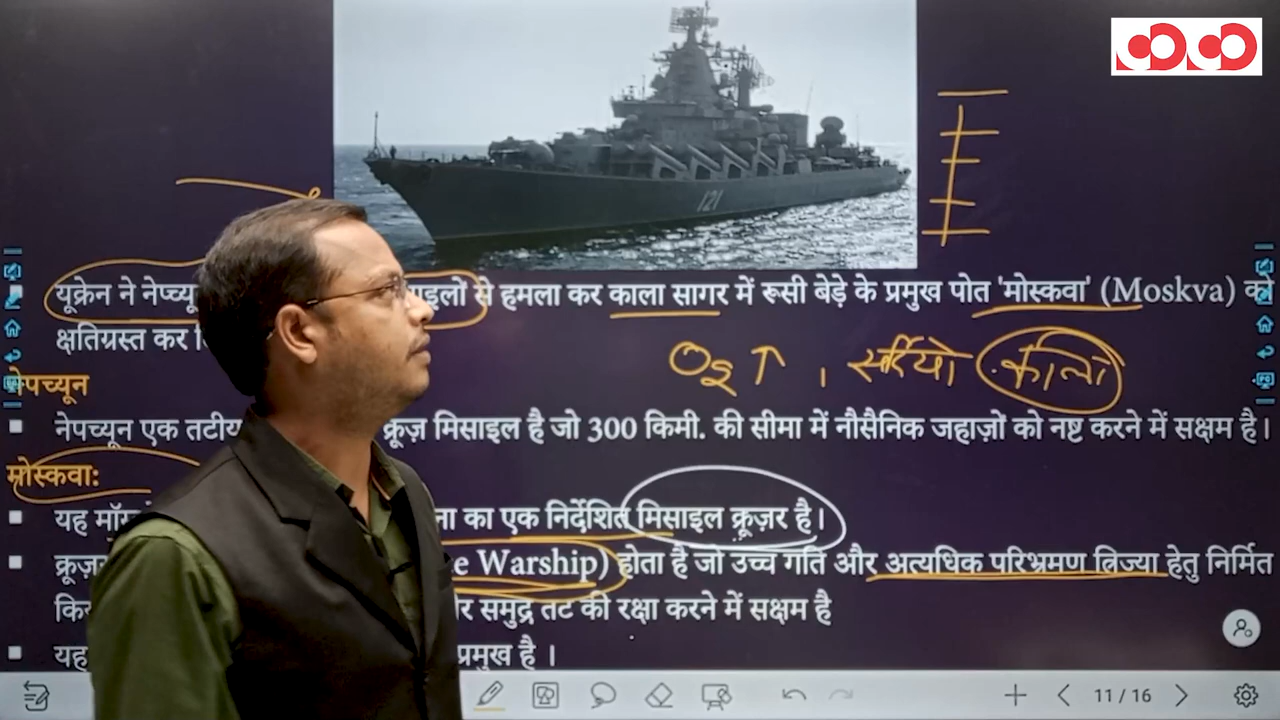 121
यूक्रेन ने से हमला कर काला सागर में रूसी बेड़े के प्रमुख पोत 'मोस्कवा' (Moskva) को
क्षतिग्रस्त कर
O2 ↑ , काला
नेपच्यून
नेपच्यून एक क्रूज़ मिसाइल है जो 300 किमी. की सीमा में नौसैनिक जहाज़ों को नष्ट करने में सक्षम है।
मोस्कवा:
यह का एक निर्देशित मिसाइल क्रूज़र है।
Warship) होता है जो उच्च गति और अत्यधिक परिभ्रमण त्रिज्या हेतु निर्मित
समुद्र तट की रक्षा करने में सक्षम है
यह प्रमुख है।
11 / 16